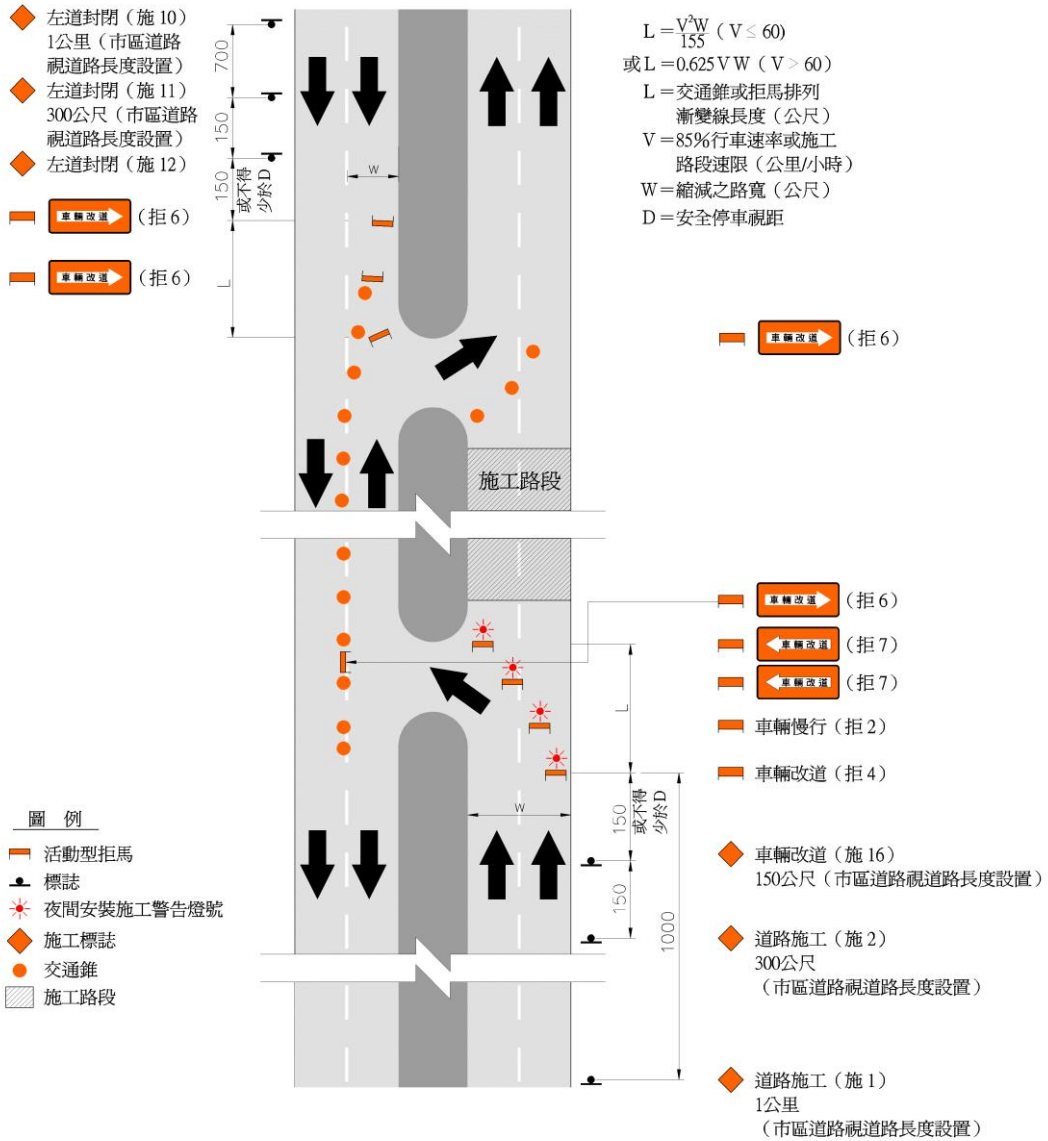 左道封閉（施 10）
1公里（市區道路
視道路長度設置）
左道封閉（施 11）
300公尺（市區道路
視道路長度設置）
左道封閉（施 12）
車輛改道（拒 6）
車輛改道（拒 6）
700
150
150
或不得
少於D
L
W
L＝V²W/155（V ≤ 60）
或 L＝0.625 V W（V > 60）
L＝交通錐或拒馬排列
漸變線長度（公尺）
V＝85%行車速率或施工
路段速限（公里/小時）
W＝縮減之路寬（公尺）
D＝安全停車視距
車輛改道（拒 6）
施工路段
車輛改道（拒 6）
車輛改道（拒 7）
車輛改道（拒 7）
車輛慢行（拒 2）
車輛改道（拒 4）
L
W
150
或不得
少於D
150
1000
車輛改道（施 16）
150公尺（市區道路視道路長度設置）
道路施工（施 2）
300公尺
（市區道路視道路長度設置）
道路施工（施 1）
1公里
（市區道路視道路長度設置）
圖 例
活動型拒馬
標誌
夜間安裝施工警告燈號
施工標誌
交通錐
施工路段